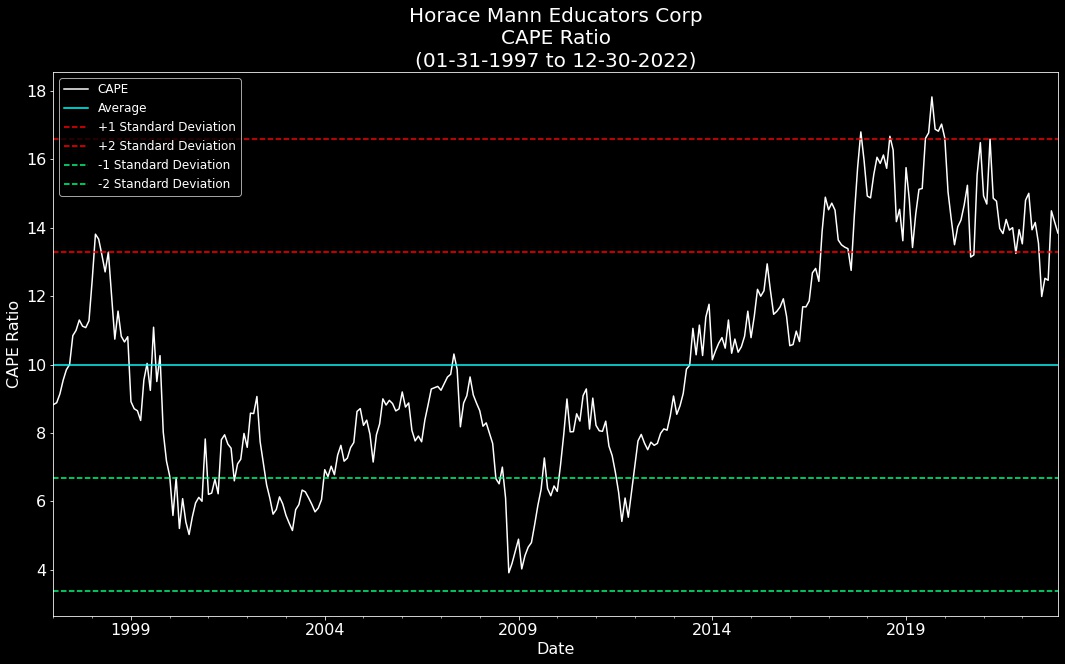 Horace Mann Educators Corp
CAPE Ratio
(01-31-1997 to 12-30-2022)
CAPE
Average
+1 Standard Deviation
+2 Standard Deviation
-1 Standard Deviation
-2 Standard Deviation
CAPE Ratio
18
16
14
12
10
8
6
4
1999
2004
2009
2014
2019
Date